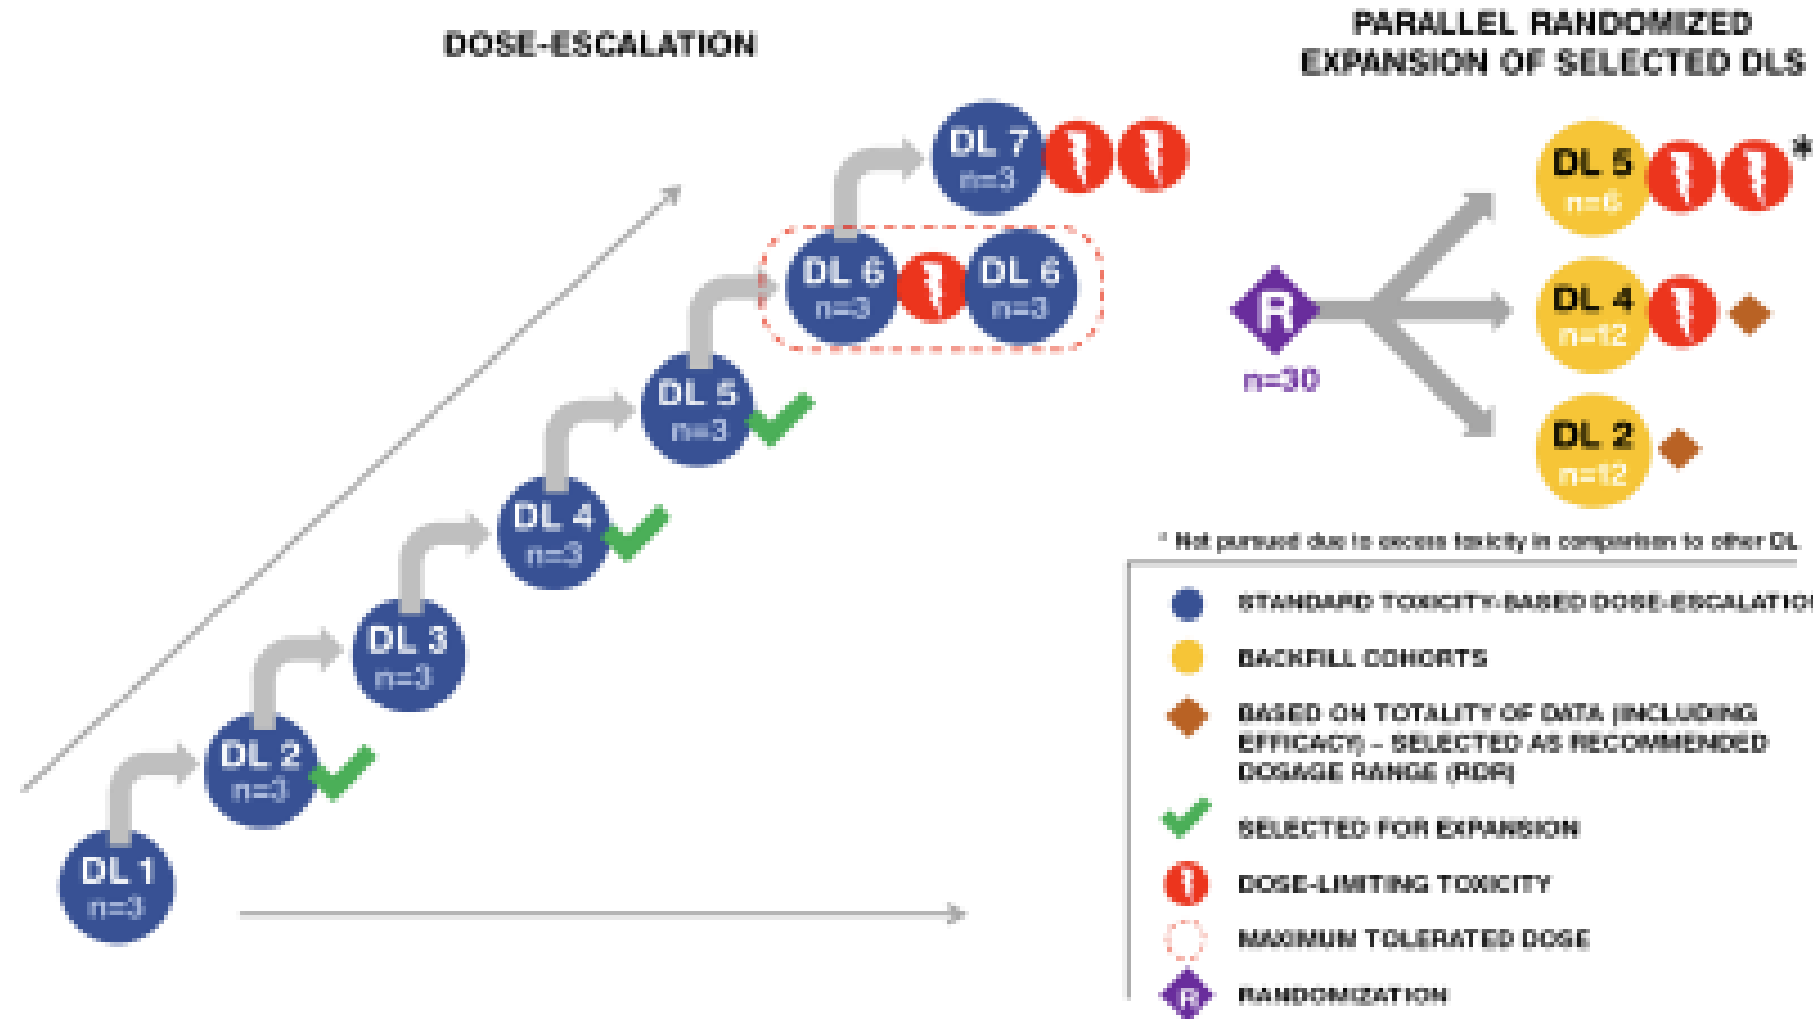 DOSE-ESCALATION
PARALLEL RANDOMIZED
EXPANSION OF SELECTED DLS
DL 7
n=3
DL 6
n=3
DL 6
n=3
DL 5
n=3
DL 4
n=3
DL 3
n=3
DL 2
n=3
DL 1
n=3
R
n=30
DL 5
n=6
*
DL 4
n=12
DL 2
n=12
* Not pursued due to excess toxicity in comparison to other DL
STANDARD TOXICITY-BASED DOSE-ESCALATION
BACKFILL COHORTS
BASED ON TOTALITY OF DATA (INCLUDING
EFFICACY) – SELECTED AS RECOMMENDED
DOSAGE RANGE (RDR)
SELECTED FOR EXPANSION
DOSE-LIMITING TOXICITY
MAXIMUM TOLERATED DOSE
R
RANDOMIZATION